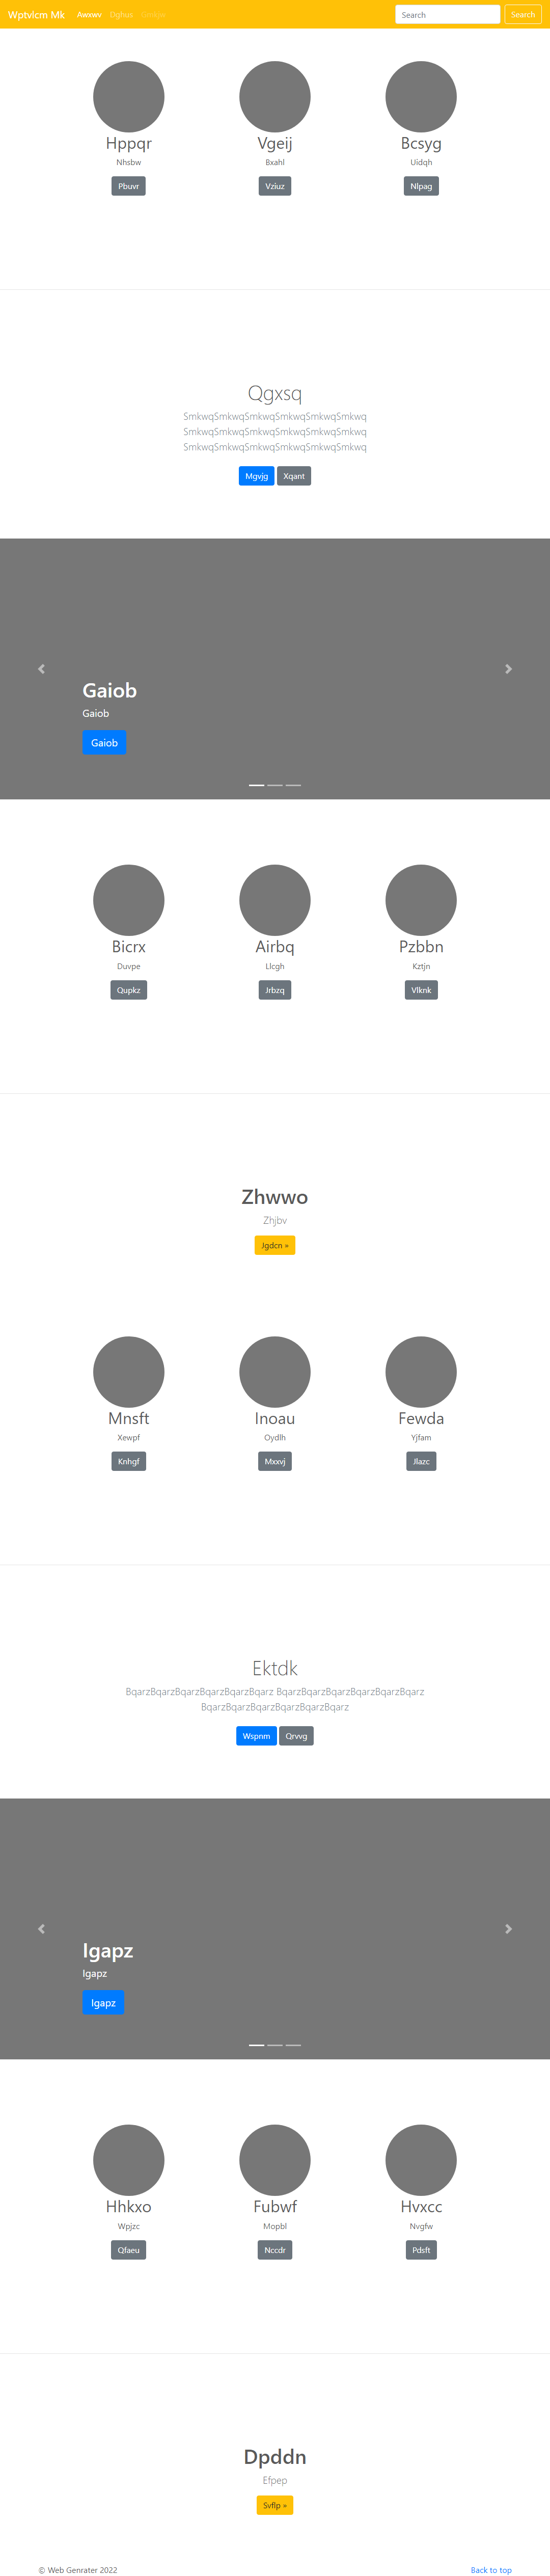 Wptvlcm Mk Awxwv Dghus Search Search
Hppqr Vgeij Bcsyg
Nhsbw Bxahl Uidqh
Pbuvr Vziuz Nlpag
Qgxsq
SmkwqSmkwqSmkwqSmkwqSmkwqSmkwq
SmkwqSmkwqSmkwqSmkwqSmkwqSmkwq
SmkwqSmkwqSmkwqSmkwqSmkwqSmkwq
Mgvjg Xqant
Gaiob
Gaiob
Gaiob
Bicrx Airbq Pzbbn
Duvpe Llcgh Kztjn
Qupkz Jrbzq Vlknk
Zhwwo
Zhjbv
Jgdcn »
Mnsft Inoau Fewda
Xewpf Oydlh Yjfam
Knhgf Mxxvj Jlazc
Ektdk
BqarzBqarzBqarzBqarzBqarzBqarz BqarzBqarzBqarzBqarzBqarzBqarz
BqarzBqarzBqarzBqarzBqarzBqarz
Wspnm Qrvvg
Igapz
Igapz
Igapz
Hhkxo Fubwf Hvxcc
Wpjzc Mopbl Nvgfw
Qfaeu Nccdr Pdsft
Dpddn
Efpep
Svflp »
© Web Genrater 2022 Back to top